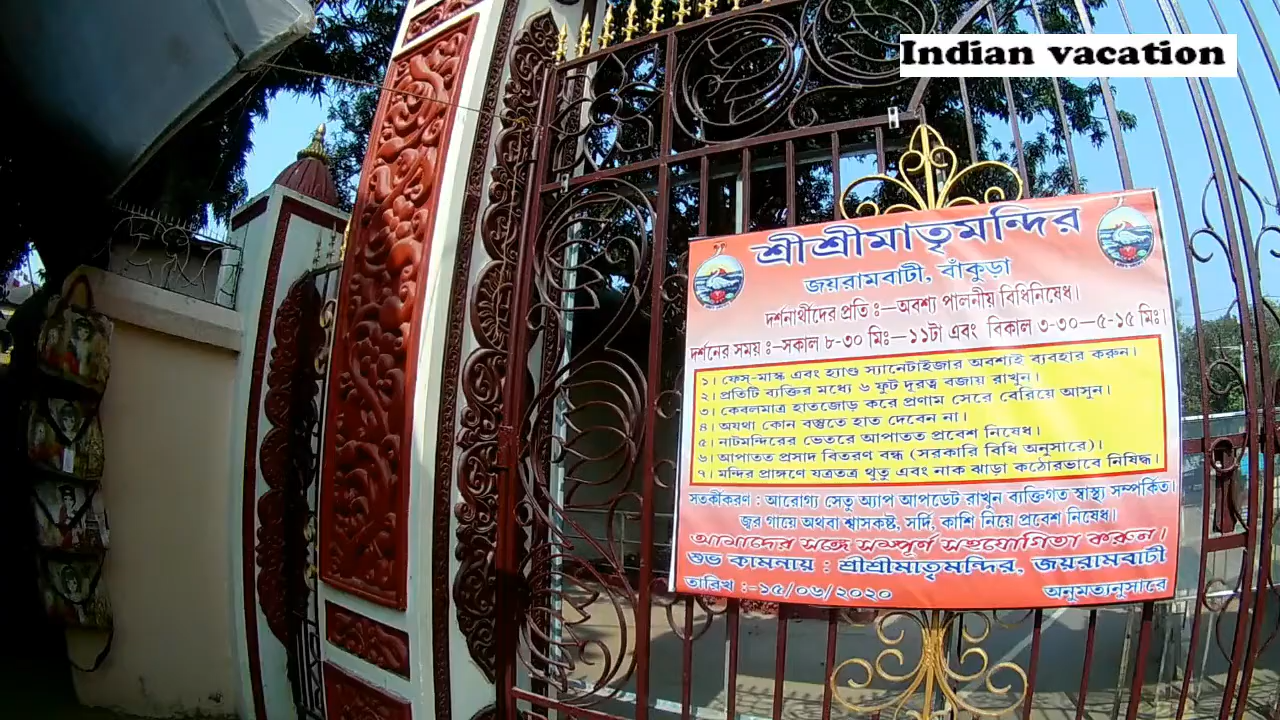 Indian vacation
শ্রীশ্রীমাতৃমন্দির
জয়রামবাটী, বাঁকুড়া
দর্শনার্থীদের প্রতি ঃ—অবশ্য পালনীয় বিধিনিষেধ।
দর্শনের সময় ঃ—সকাল ৮-৩০ মিঃ—১১টা এবং বিকাল ৩-৩০—৫-১৫ মিঃ।
১। ফেস-মাস্ক এবং হ্যাণ্ড স্যানেটাইজার অবশ্যই ব্যবহার করুন।
২। প্রতিটি ব্যক্তির মধ্যে ৬ ফুট দূরত্ব বজায় রাখুন।
৩। কেবলমাত্র হাতজোড় করে প্রণাম সেরে বেরিয়ে আসুন।
৪। অযথা কোন বস্তুতে হাত দেবেন না।
৫। নাটমন্দিরের ভেতরে আপাতত প্রবেশ নিষেধ।
৬। আপাতত প্রসাদ বিতরণ বন্ধ (সরকারি বিধি অনুসারে)।
৭। মন্দির প্রাঙ্গণে যত্রতত্র থুতু এবং নাক ঝাড়া কঠোরভাবে নিষিদ্ধ।
সতর্কীকরণ : আরোগ্য সেতু অ্যাপ আপডেট রাখুন ব্যক্তিগত স্বাস্থ্য সম্পর্কিত।
জ্বর গায়ে অথবা শ্বাসকষ্ট, সর্দি, কাশি নিয়ে প্রবেশ নিষেধ।
আমাদের সঙ্গে সম্পূর্ণ সহযোগিতা করুন।
শুভ কামনায় : শ্রীশ্রীমাতৃমন্দির, জয়রামবাটী
তারিখ :-১৫/০৬/২০২০ অনুমত্যনুসারে